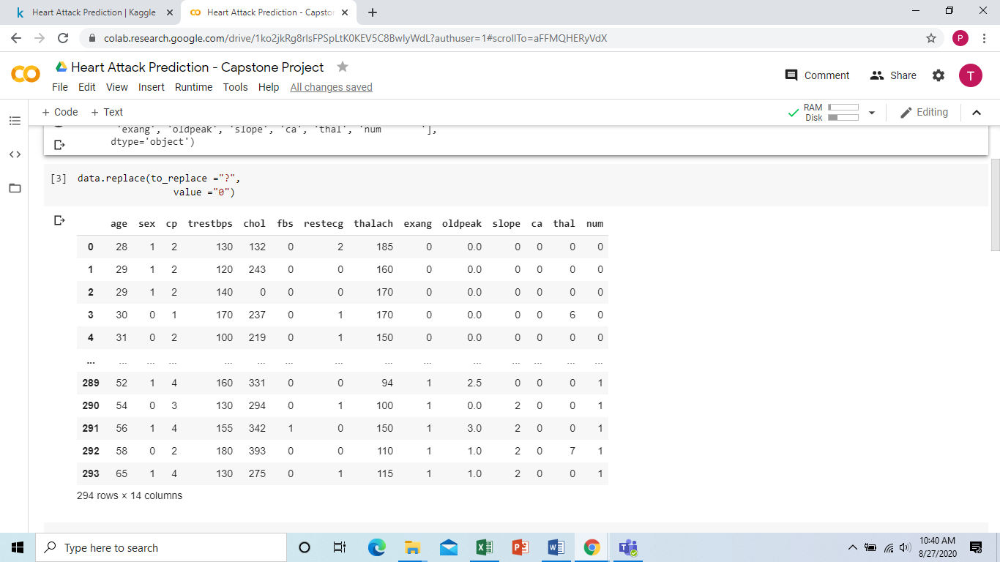 Heart Attack Prediction | Kaggle
Heart Attack Prediction - Capstor
colab.research.google.com/drive/1ko2jkRg8rlsFPSpLtK0KEV5C8BwlyWdL?authuser=1#scrollTo=aFFMQHERyVdX
P
Heart Attack Prediction - Capstone Project
Comment
Share
T
File Edit View Insert Runtime Tools Help All changes saved
+ Code + Text
RAM
Disk
Editing
'exang', 'oldpeak', 'slope', 'ca', 'thal', 'num       '],
dtype='object')
[3] data.replace(to_replace ="?",
value ="0")
age sex cp trestbps chol fbs restecg thalach exang oldpeak slope ca thal num
0 28 1 2 130 132 0 2 185 0 0.0 0 0 0 0
1 29 1 2 120 243 0 0 160 0 0.0 0 0 0 0
2 29 1 2 140 0 0 0 170 0 0.0 0 0 0 0
3 30 0 1 170 237 0 1 170 0 0.0 0 0 6 0
4 31 0 2 100 219 0 1 150 0 0.0 0 0 0 0
... ... ... ... ... ... ... ... ... ... ... ... ... ... ...
289 52 1 4 160 331 0 0 94 1 2.5 0 0 0 1
290 54 0 3 130 294 0 1 100 1 0.0 2 0 0 1
291 56 1 4 155 342 1 0 150 1 3.0 2 0 0 1
292 58 0 2 180 393 0 0 110 1 1.0 2 0 7 1
293 65 1 4 130 275 0 1 115 1 1.0 2 0 0 1
294 rows × 14 columns
Type here to search
10:40 AM
8/27/2020